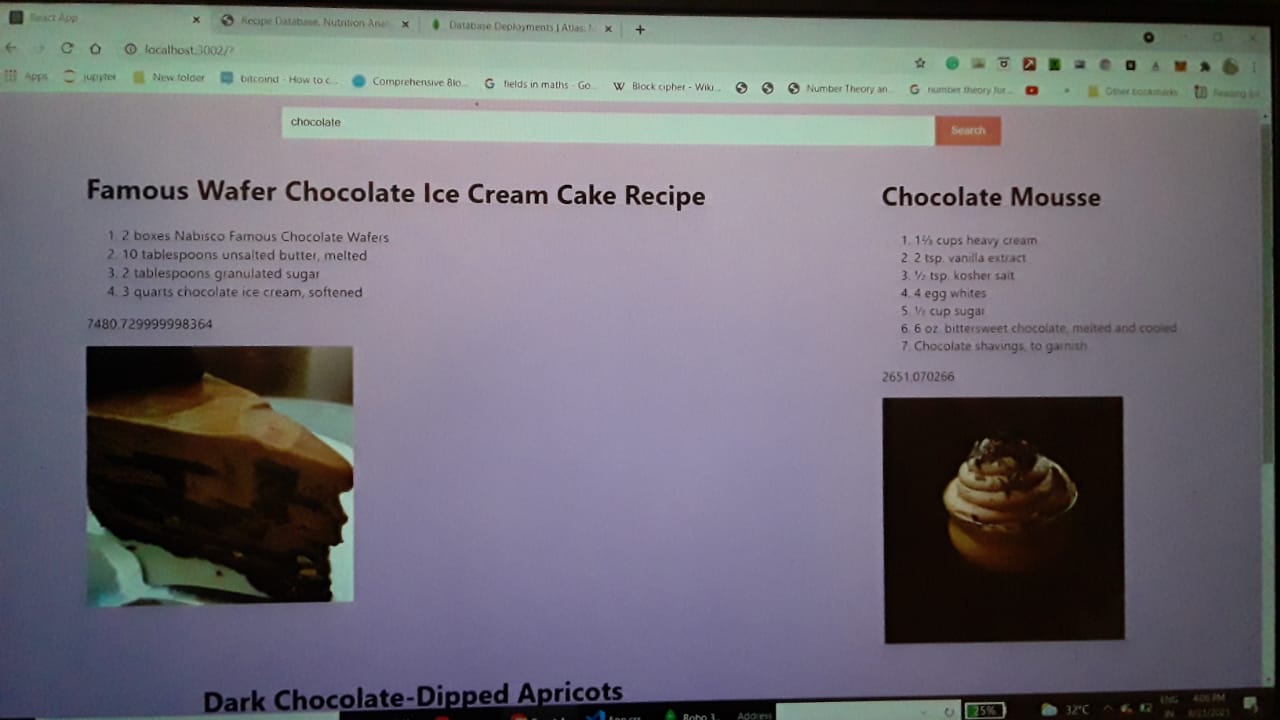 React App
Recipe Database, Nutrition Anal
Database Deployments | Atlas:
localhost:3002/?
Apps
jupyter
New folder
bitcoind - How to c...
Comprehensive Blo...
fields in maths - Go...
Block cipher - Wiki...
Number Theory an...
number theory for...
Other bookmarks
Reading list
chocolate
Search
Famous Wafer Chocolate Ice Cream Cake Recipe
1. 2 boxes Nabisco Famous Chocolate Wafers
2. 10 tablespoons unsalted butter, melted
3. 2 tablespoons granulated sugar
4. 3 quarts chocolate ice cream, softened
7480.729999998364
Chocolate Mousse
1. 1⅔ cups heavy cream
2. 2 tsp. vanilla extract
3. ½ tsp. kosher salt
4. 4 egg whites
5. cup sugar
6. 6 oz. bittersweet chocolate, melted and cooled
7. Chocolate shavings, to garnish
2651.070266
Dark Chocolate-Dipped Apricots
Robo 3
Address
25%
32°C
ENG
IN
4:06 PM